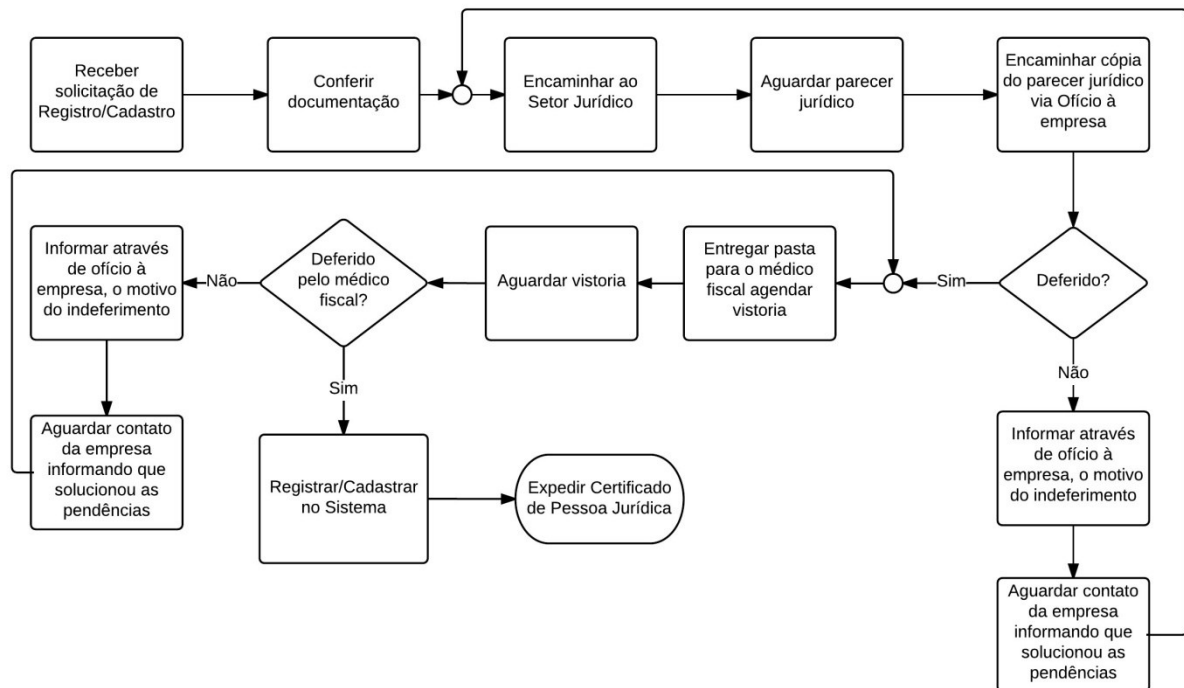 Receber
solicitação de
Registro/Cadastro
Conferir
documentação
Encaminhar ao
Setor Jurídico
Aguardar parecer
jurídico
Encaminhar cópia
do parecer jurídico
via Ofício à
empresa
Deferido?
Sim
Entregar pasta
para o médico
fiscal agendar
vistoria
Aguardar vistoria
Deferido
pelo médico
fiscal?
Não
Informar através
de ofício à
empresa, o motivo
do indeferimento
Aguardar contato
da empresa
informando que
solucionou as
pendências
Sim
Registrar/Cadastrar
no Sistema
Expedir Certificado
de Pessoa Jurídica
Não
Informar através
de ofício à
empresa, o motivo
do indeferimento
Aguardar contato
da empresa
informando que
solucionou as
pendências